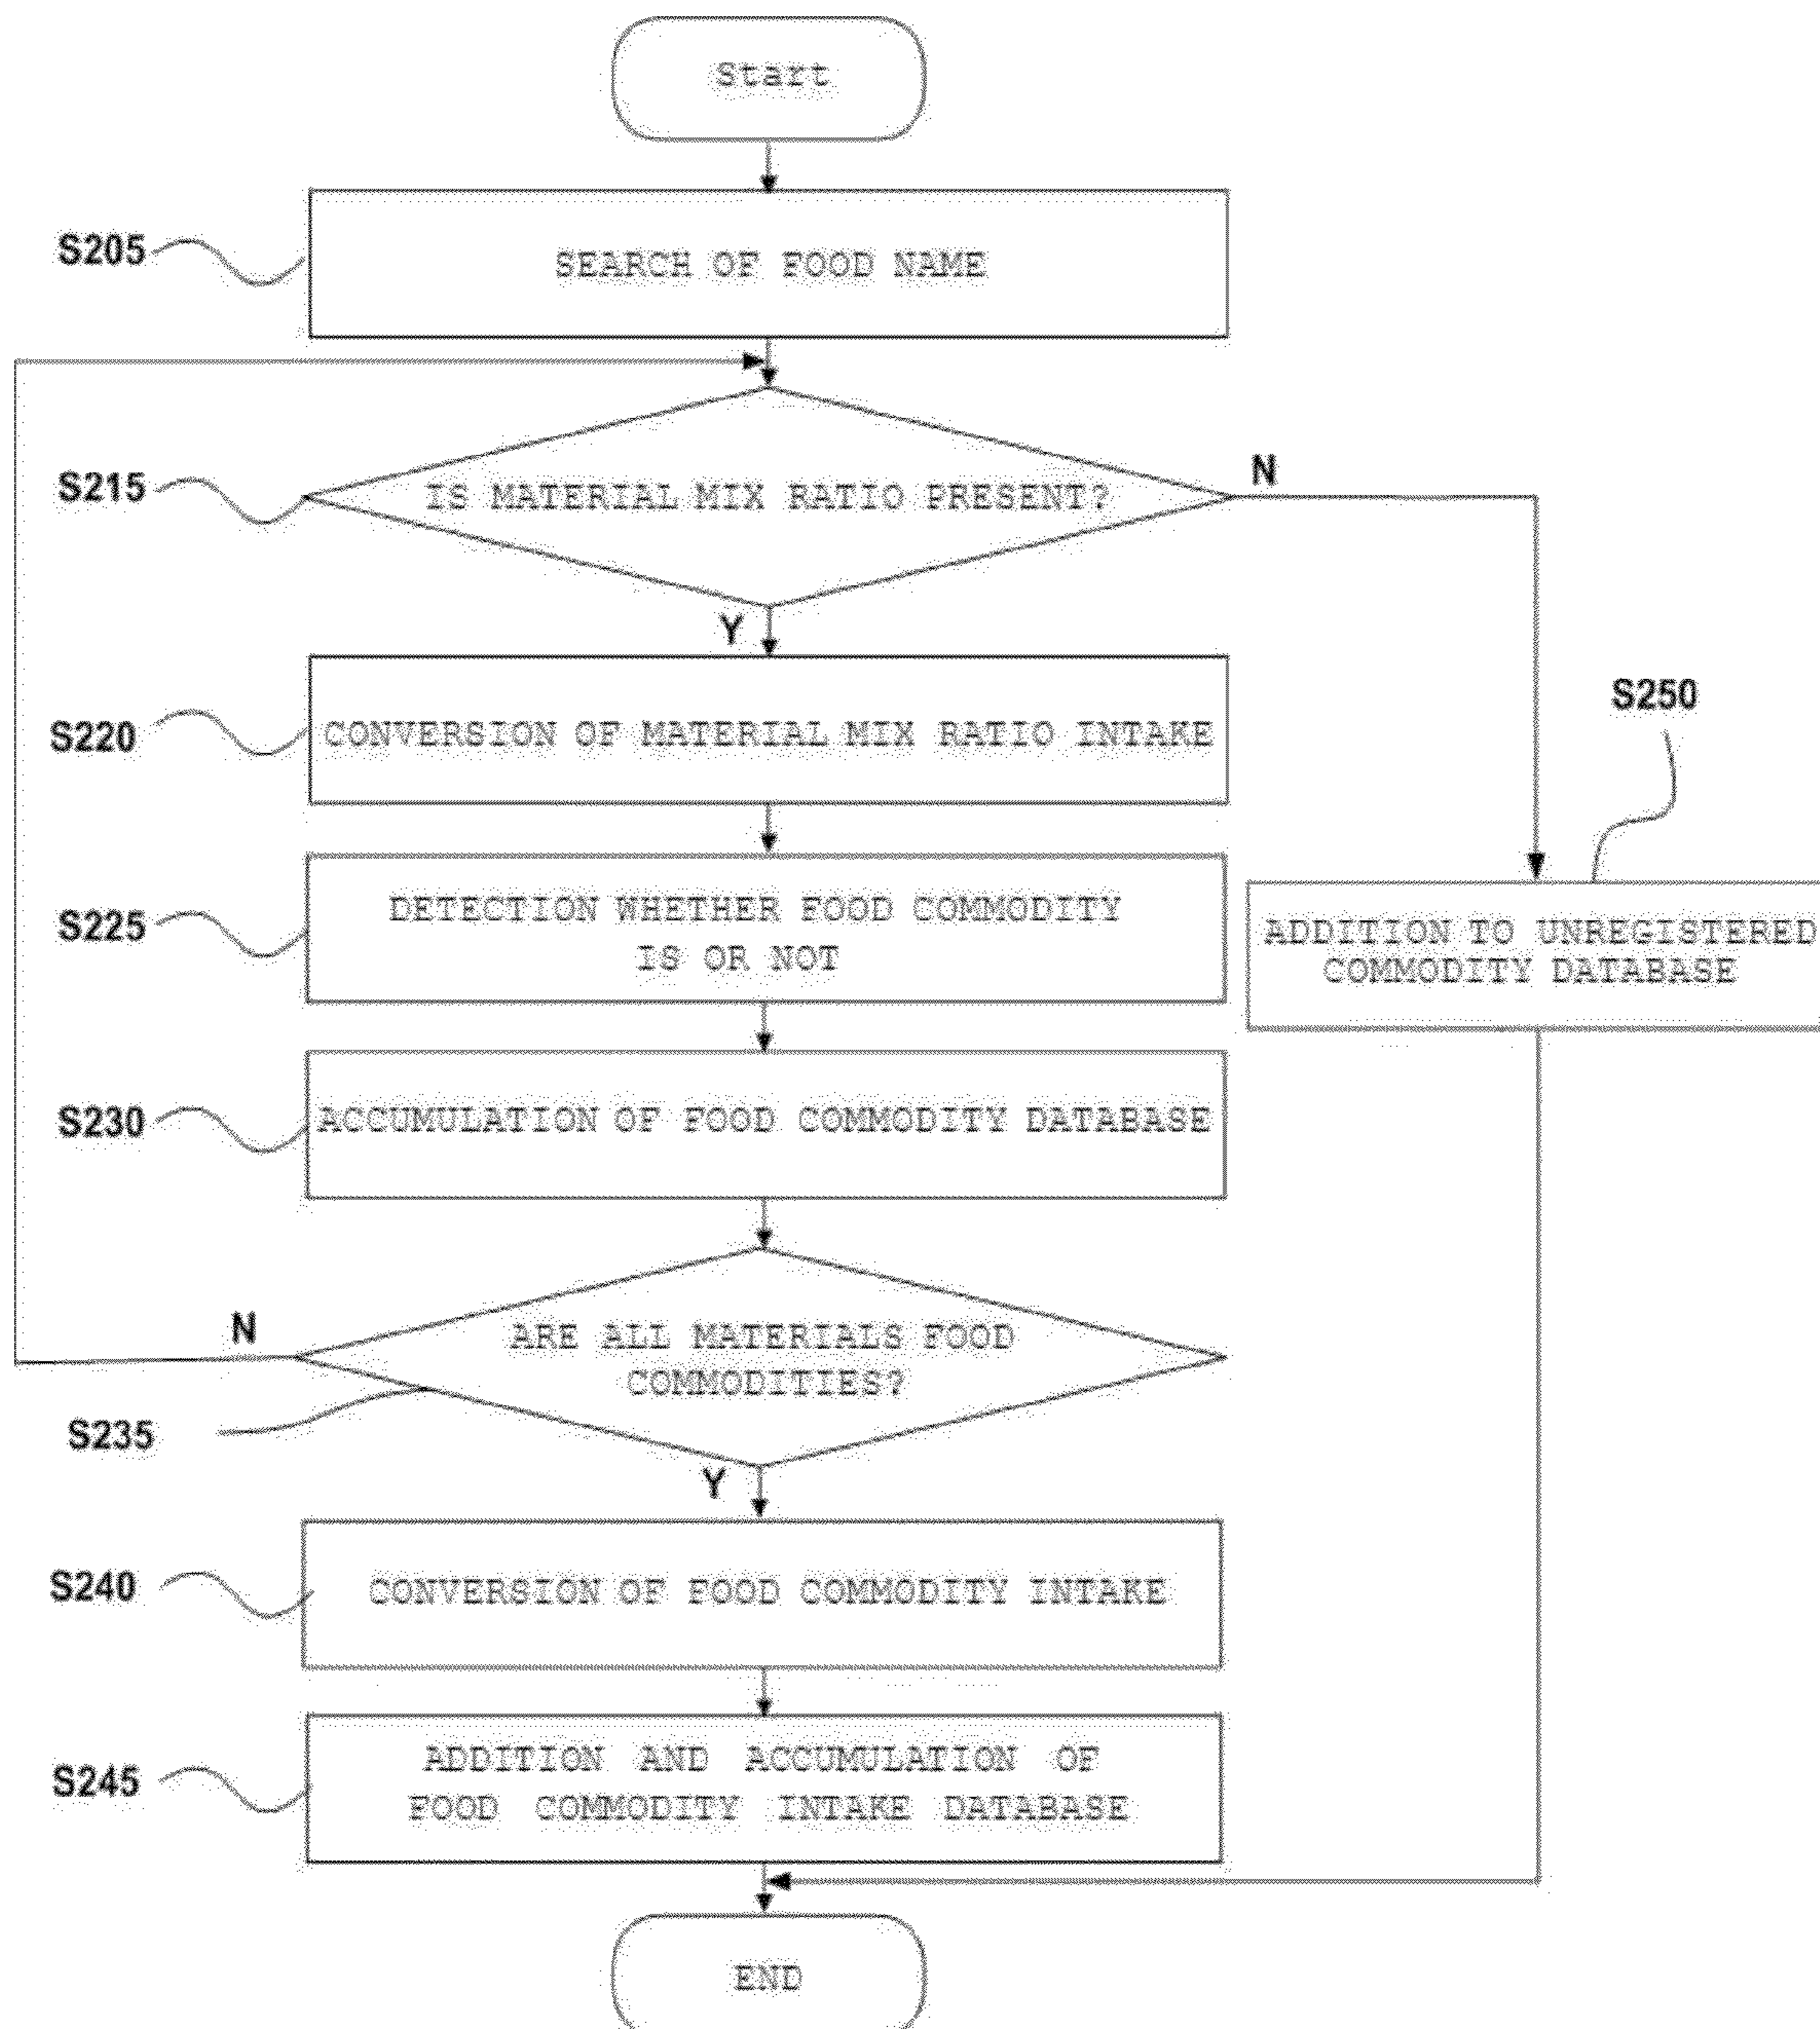 Start
S205
SEARCH OF FOOD NAME
S215
IS MATERIAL MIX RATIO PRESENT?
N
Y
S220
CONVERSION OF MATERIAL MIX RATIO INTAKE
S250
S225
DETECTION WHETHER FOOD COMMODITY
IS OR NOT
ADDITION TO UNREGISTERED
COMMODITY DATABASE
S230
ACCUMULATION OF FOOD COMMODITY DATABASE
N
ARE ALL MATERIALS FOOD
COMMODITIES?
S235
Y
S240
CONVERSION OF FOOD COMMODITY INTAKE
S245
ADDITION AND ACCUMULATION OF
FOOD COMMODITY INTAKE DATABASE
END